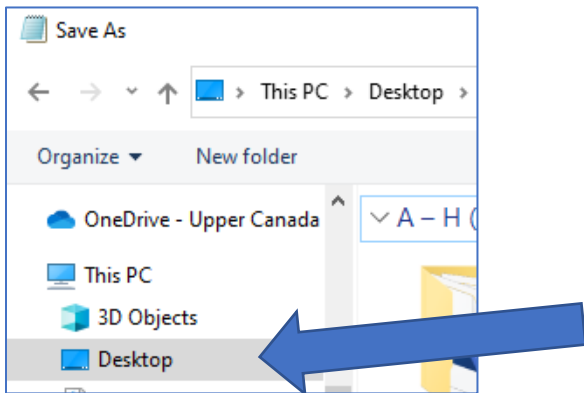 Save As
This PC > Desktop >
Organize New folder
OneDrive - Upper Canada
A – H (
This PC
3D Objects
Desktop